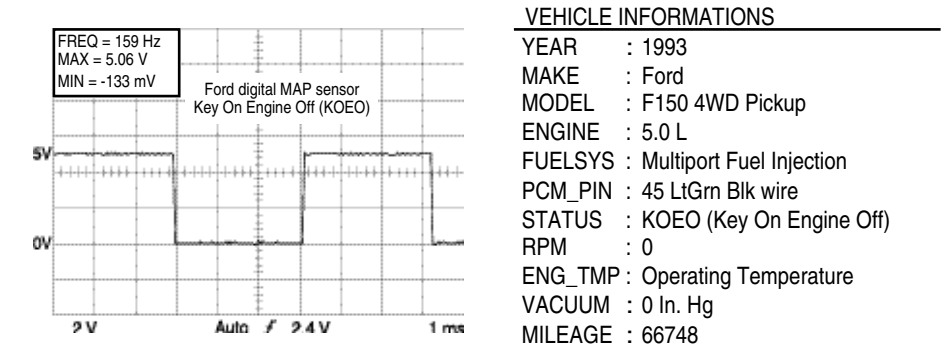 FREQ = 159 Hz
MAX = 5.06 V
MIN = -133 mV
Ford digital MAP sensor
Key On Engine Off (KOEO)
5V
0V
2 V Auto 2.4 V 1 ms
VEHICLE INFORMATIONS
YEAR : 1993
MAKE : Ford
MODEL : F150 4WD Pickup
ENGINE : 5.0 L
FUELSYS : Multiport Fuel Injection
PCM_PIN : 45 LtGrn Blk wire
STATUS : KOEO (Key On Engine Off)
RPM : 0
ENG_TMP : Operating Temperature
VACUUM : 0 In. Hg
MILEAGE : 66748